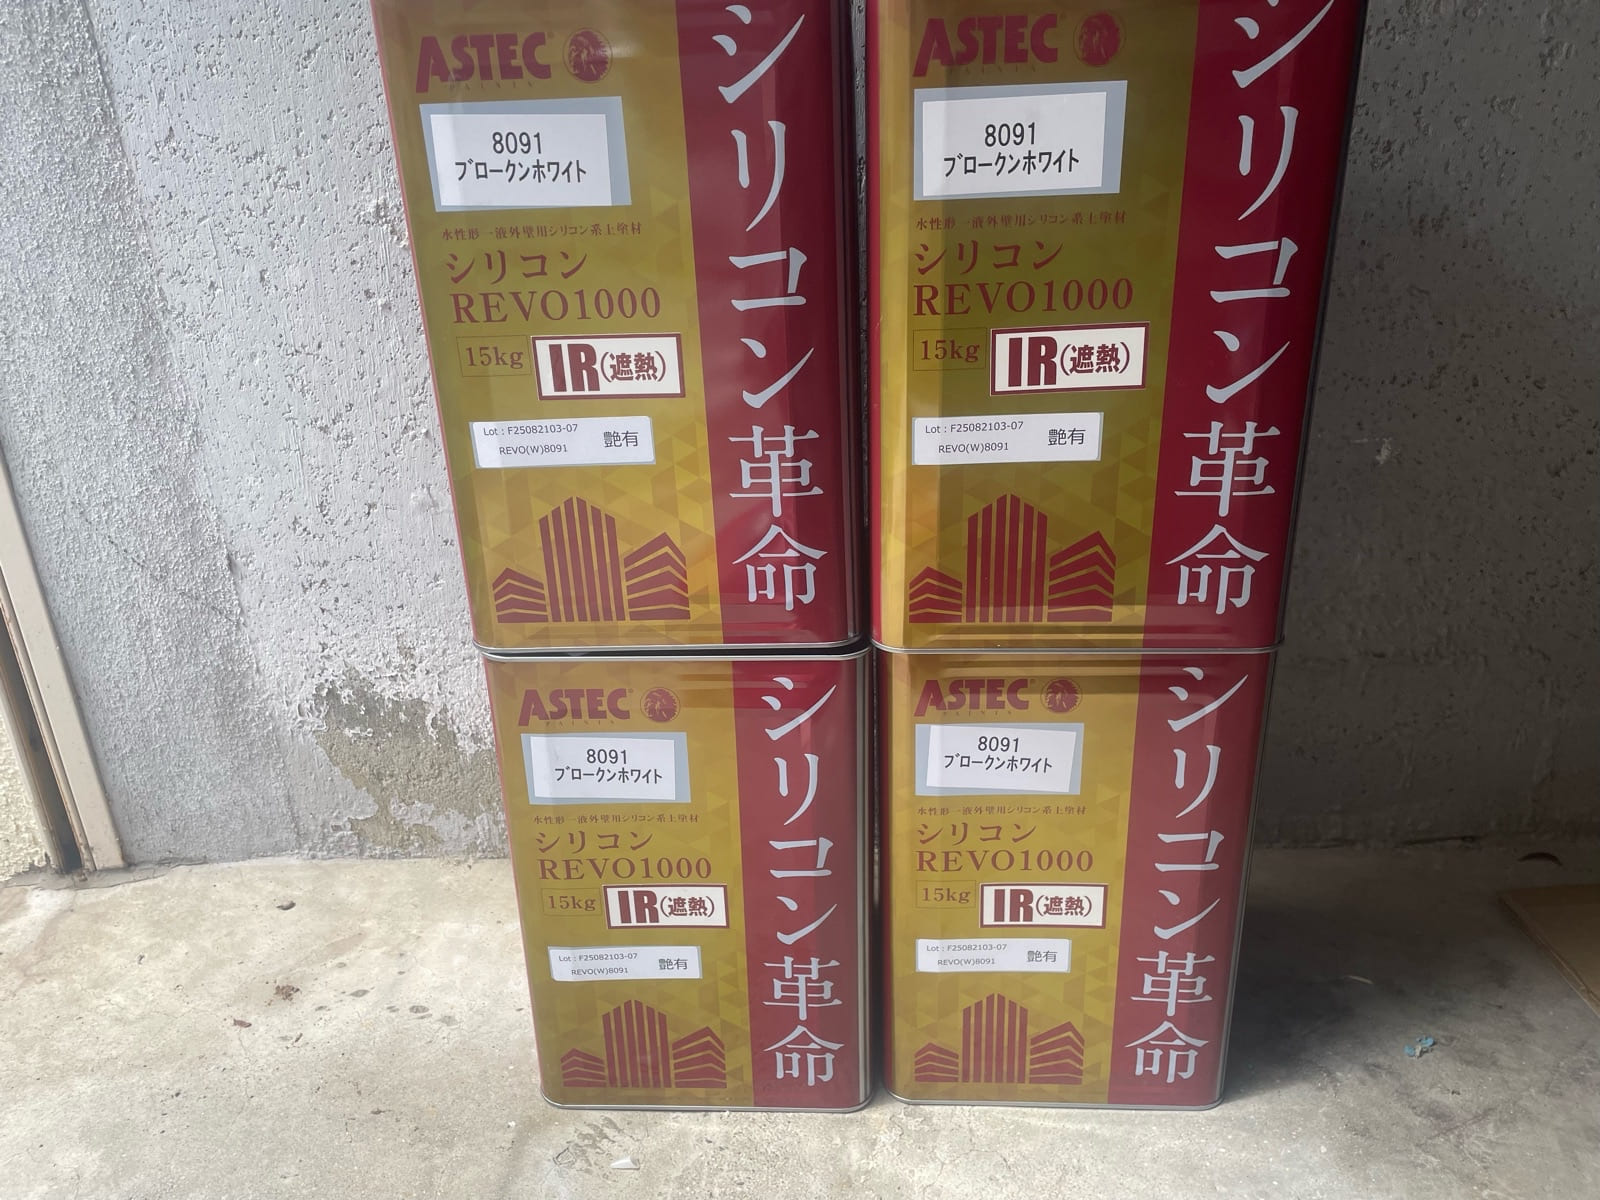 ASTEC
PAINTS
8091
ブロークンホワイト
水性形一液外壁用シリコン系上塗材
シリコン
REVO1000
15kg
IR(遮熱)
Lot : F25082103-07
REVO(W)8091
艶有
シリコン革命
ASTEC
PAINTS
8091
ブロークンホワイト
水性形一液外壁用シリコン系上塗材
シリコン
REVO1000
15kg
IR(遮熱)
Lot : F25082103-07
REVO(W)8091
艶有
シリコン革命
ASTEC
PAINTS
8091
ブロークンホワイト
水性形一液外壁用シリコン系上塗材
シリコン
REVO1000
15kg
IR(遮熱)
Lot : F25082103-07
REVO(W)8091
艶有
シリコン革命
ASTEC
PAINTS
8091
ブロークンホワイト
水性形一液外壁用シリコン系上塗材
シリコン
REVO1000
15kg
IR(遮熱)
Lot : F25082103-07
REVO(W)8091
艶有
シリコン革命